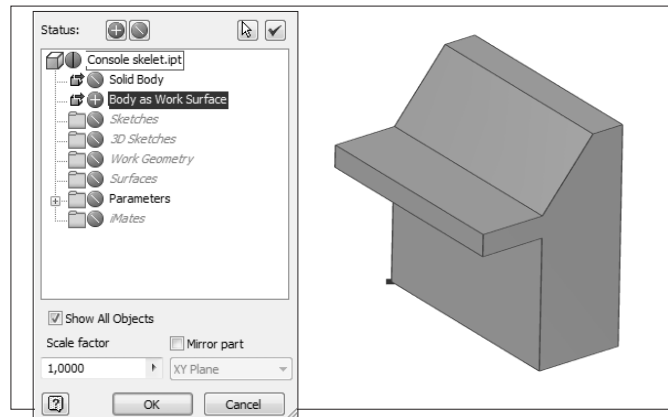 Status:
Console skelet.ipt
Solid Body
Body as Work Surface
Sketches
3D Sketches
Work Geometry
Surfaces
Parameters
iMates
Show All Objects
Scale factor
Mirror part
1,0000
XY Plane
OK
Cancel